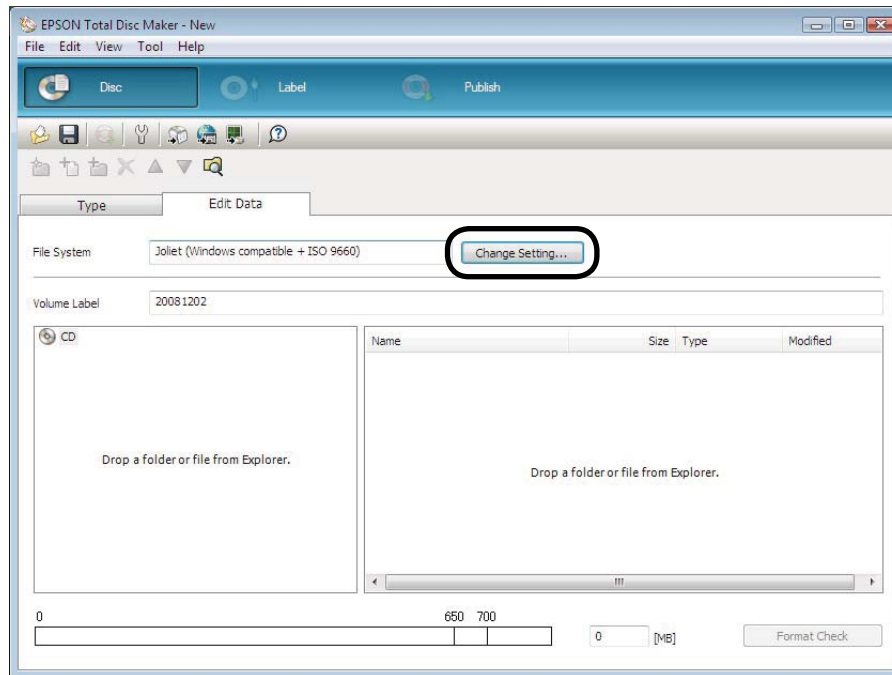 EPSON Total Disc Maker - New
File Edit View Tool Help
Disc Label Publish
Type Edit Data
File System Joliet (Windows compatible + ISO 9660) Change Setting...
Volume Label 20081202
CD Name Size Type Modified
Drop a folder or file from Explorer.
Drop a folder or file from Explorer.
0 650 700
0 [MB] Format Check